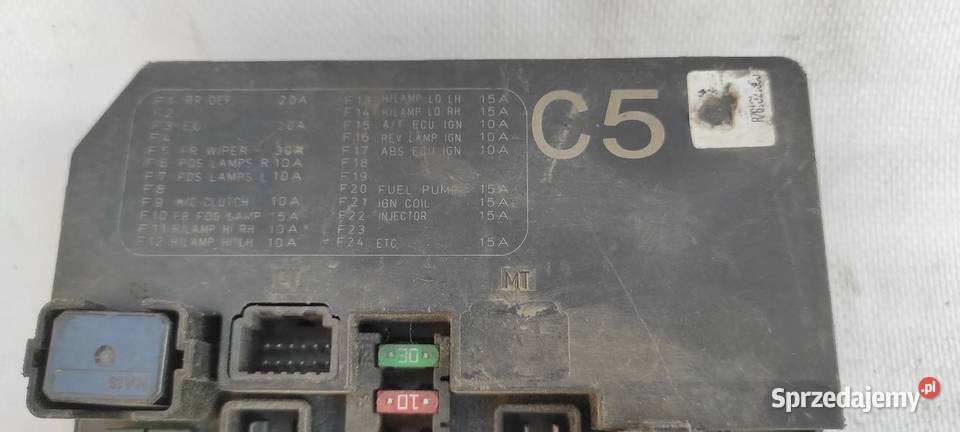 F1 RR DEF 20A
F2
F3 20A
F4
F5 FR WIPER 30A
F6 POS LAMPS R 10A
F7 POS LAMPS L 10A
F8
F9 A/C CLUTCH 10A
F10 FR FOG LAMP 15A
F11 H/LAMP HI RH 10A
F12 H/LAMP HI LH 10A
F13 H/LAMP LO LH 15A
F14 H/LAMP LO RH 15A
F15 A/T ECU IGN 10A
F16 REV LAMP IGN 10A
F17 ABS ECU IGN 10A
F18
F19
F20 FUEL PUMP 15A
F21 IGN COIL 15A
F22 INJECTOR 15A
F23
F24 ETC 15A
C5
MT
30
10
Sprzedajemy.pl